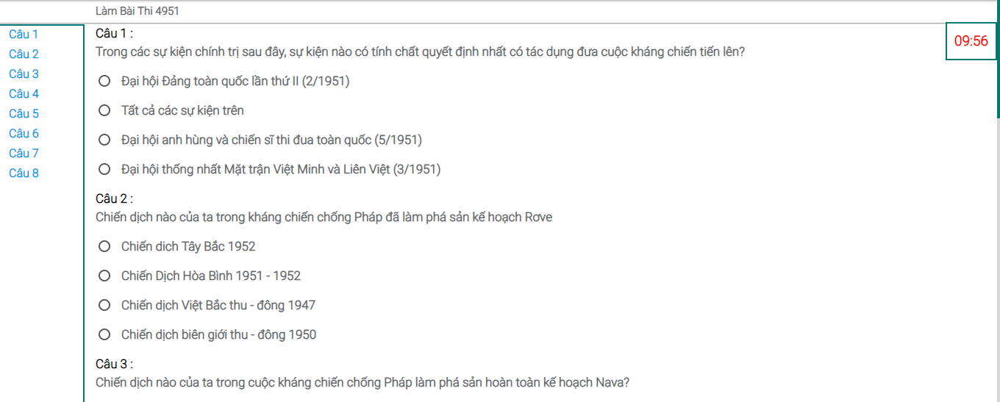 Làm Bài Thi 4951
Câu 1
Câu 2
Câu 3
Câu 4
Câu 5
Câu 6
Câu 7
Câu 8
09:56
Câu 1 :
Trong các sự kiện chính trị sau đây, sự kiện nào có tính chất quyết định nhất có tác dụng đưa cuộc kháng chiến tiến lên?
Đại hội Đảng toàn quốc lần thứ II (2/1951)
Tất cả các sự kiện trên
Đại hội anh hùng và chiến sĩ thi đua toàn quốc (5/1951)
Đại hội thống nhất Mặt trận Việt Minh và Liên Việt (3/1951)
Câu 2 :
Chiến dịch nào của ta trong kháng chiến chống Pháp đã làm phá sản kế hoạch Rove
Chiến dich Tây Bắc 1952
Chiến Dịch Hòa Bình 1951 - 1952
Chiến dịch Việt Bắc thu - đông 1947
Chiến dịch biên giới thu - đông 1950
Câu 3 :
Chiến dịch nào của ta trong cuộc kháng chiến chống Pháp làm phá sản hoàn toàn kế hoạch Nava?